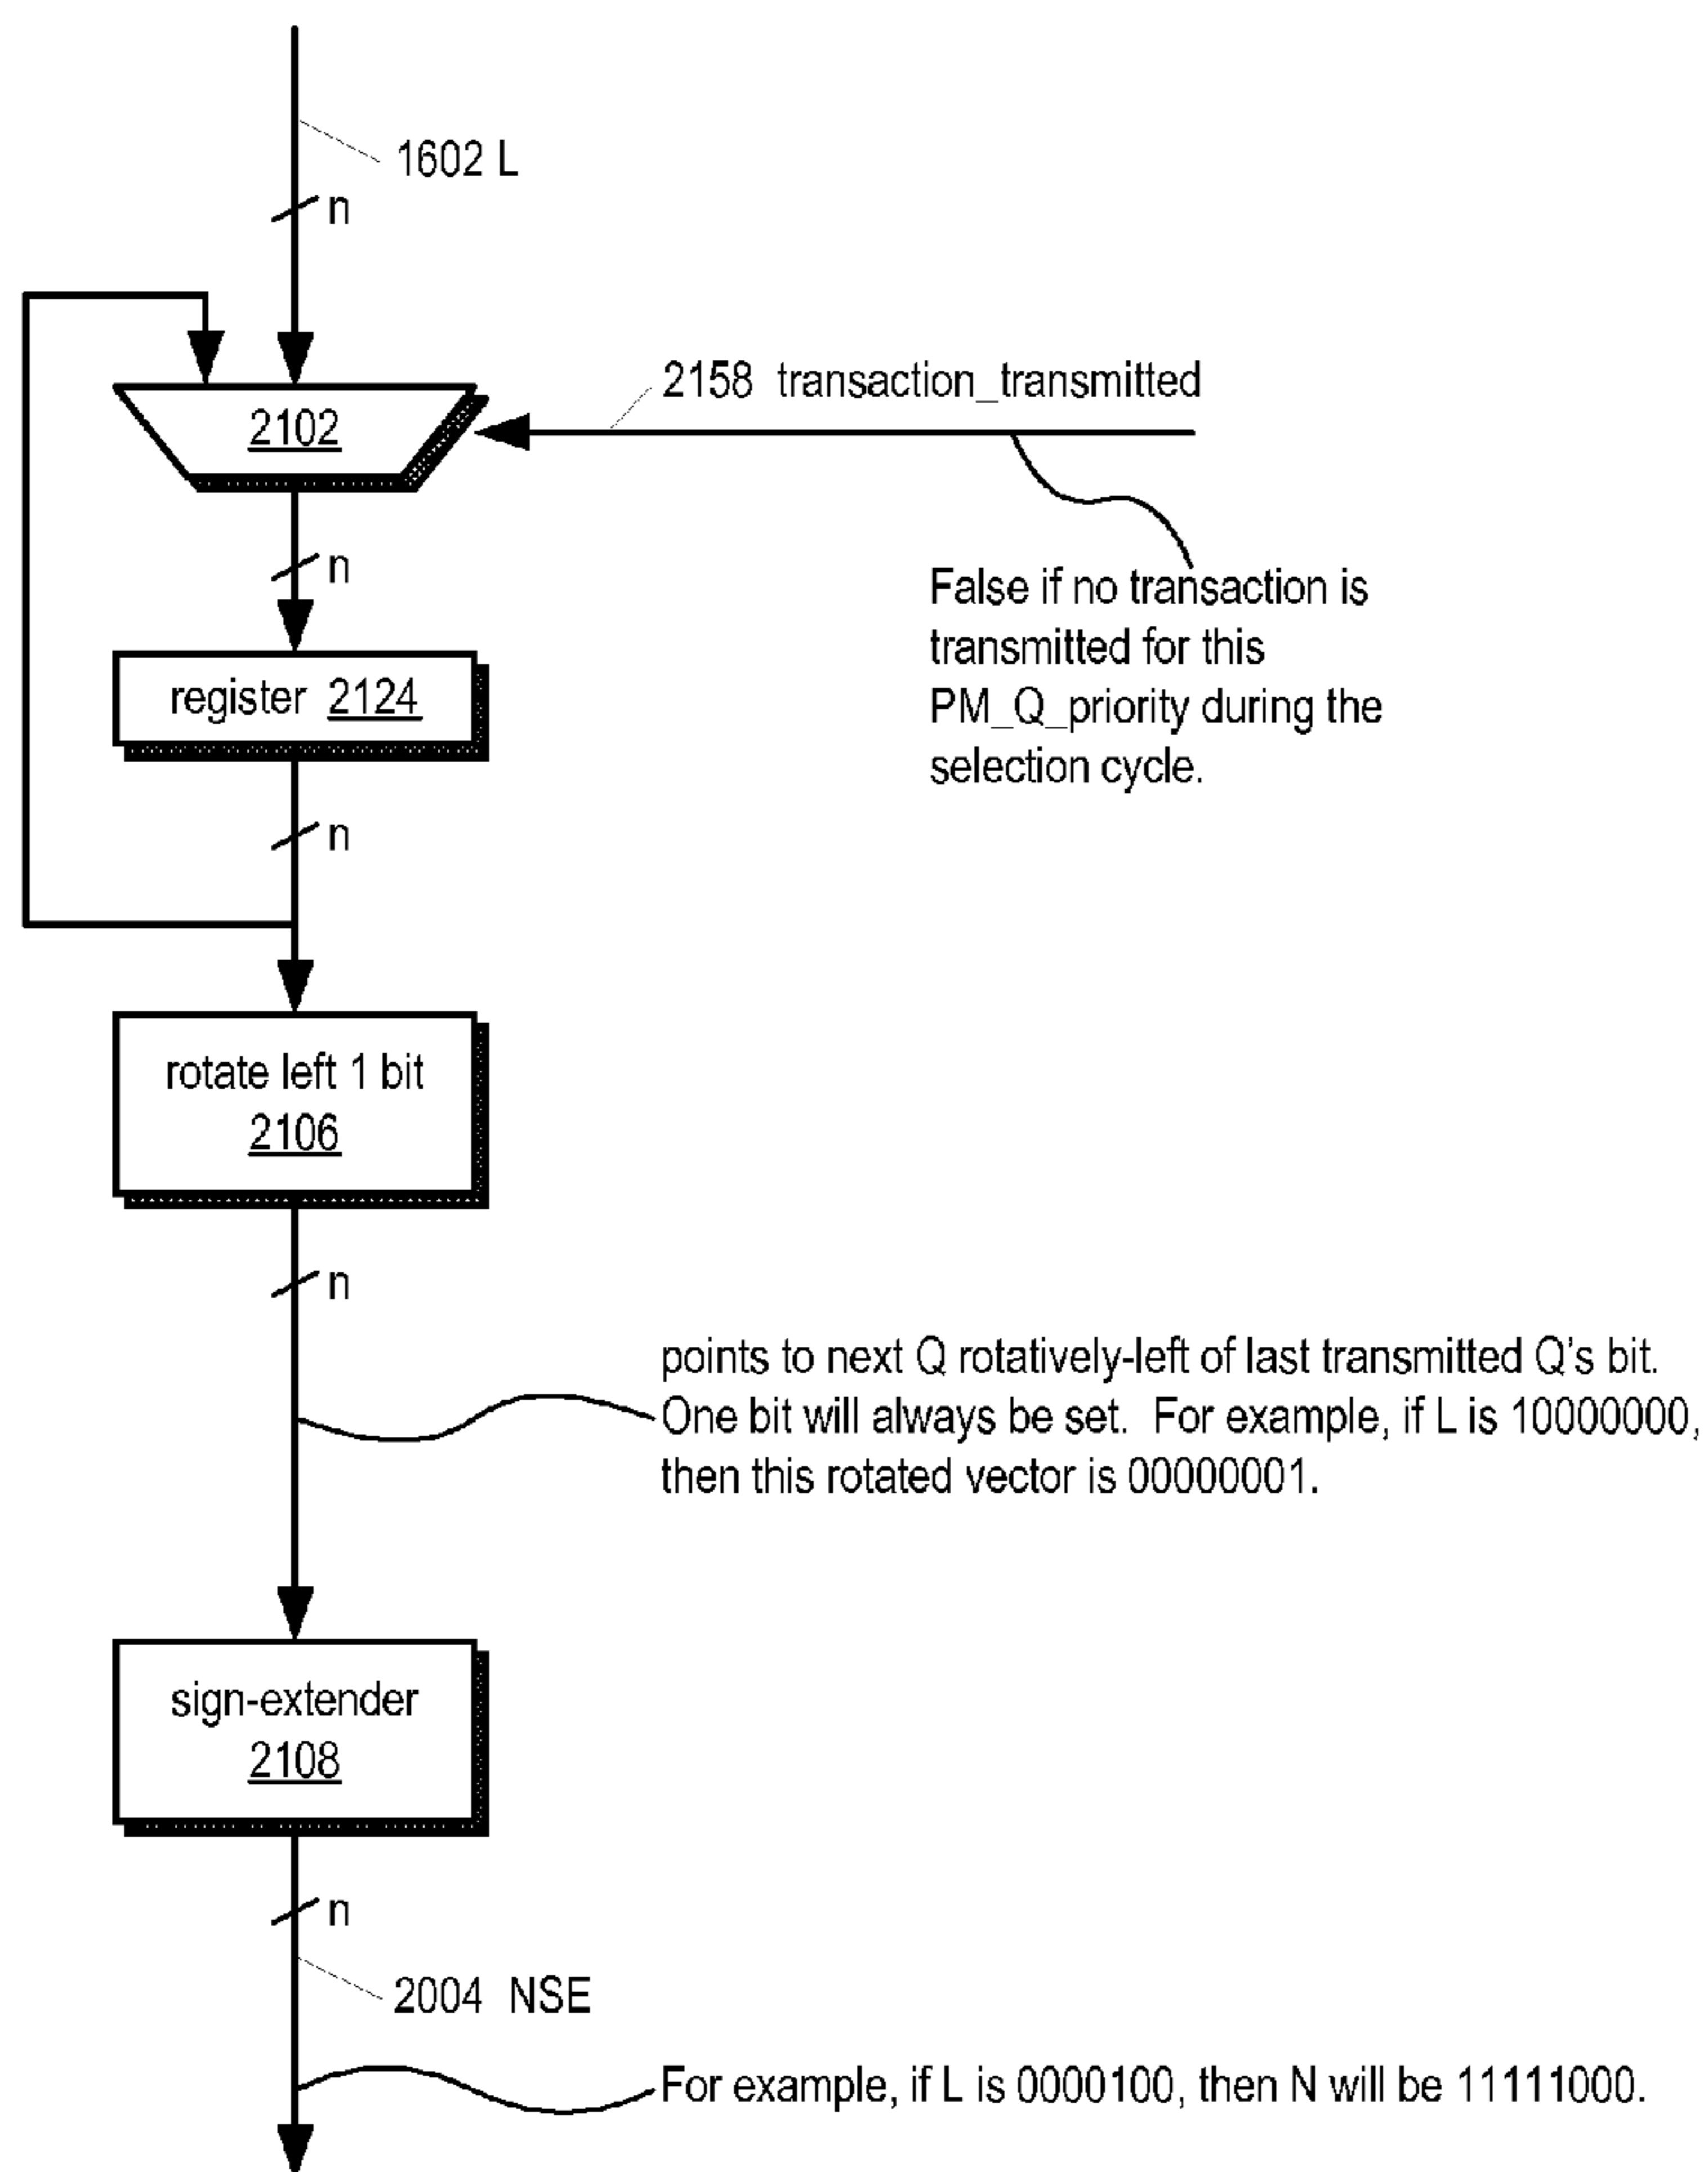 1602 L
n
2158 transaction_transmitted
2102
n
False if no transaction is
transmitted for this
PM_Q_priority during the
selection cycle.
register 2124
n
rotate left 1 bit
2106
n
points to next Q rotatively-left of last transmitted Q's bit.
One bit will always be set. For example, if L is 10000000,
then this rotated vector is 00000001.
sign-extender
2108
n
2004 NSE
For example, if L is 0000100, then N will be 11111000.